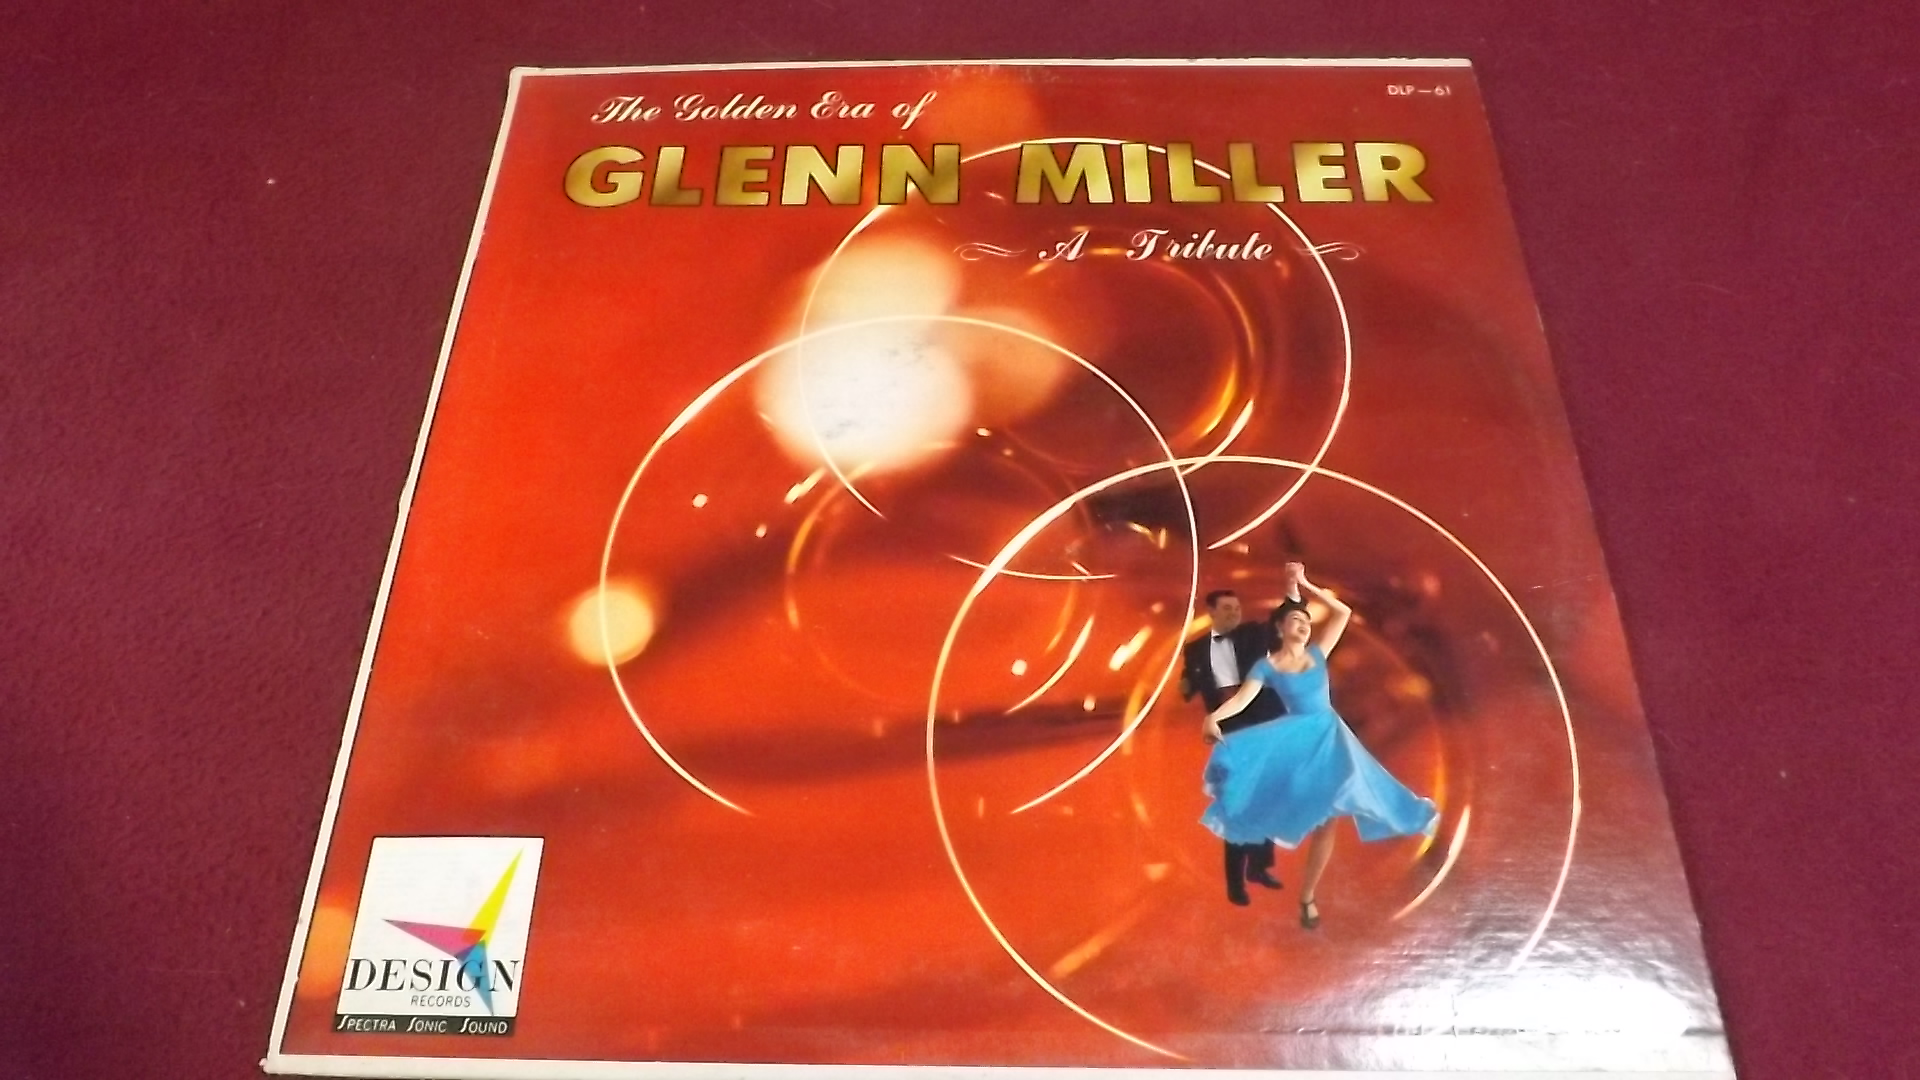 The Golden Era of
DLP-61
GLENN MILLER
A Tribute
DESIGN
RECORDS
SPECTRA SONIC SOUND